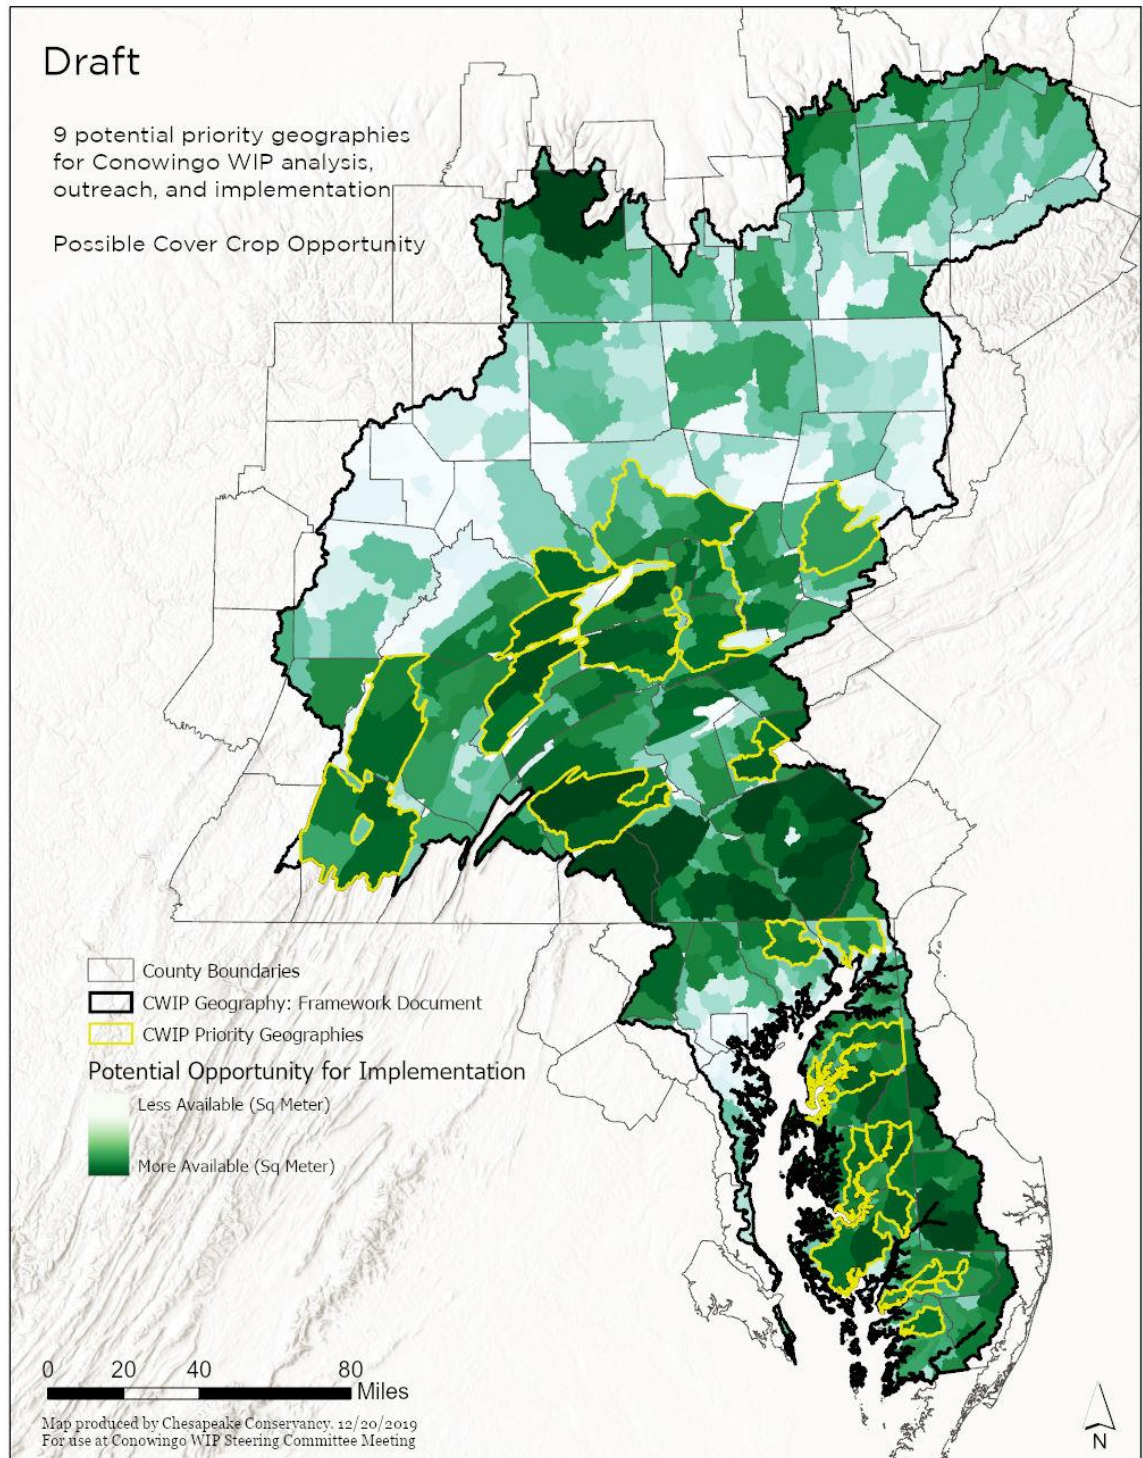 Draft
9 potential priority geographies
for Conowingo WIP analysis,
outreach, and implementation
Possible Cover Crop Opportunity
County Boundaries
CWIP Geography: Framework Document
CWIP Priority Geographies
Potential Opportunity for Implementation
Less Available (Sq Meter)
More Available (Sq Meter)
0 20 40 80
Miles
Map produced by Chesapeake Conservancy. 12/20/2019
For use at Conowingo WIP Steering Committee Meeting
N